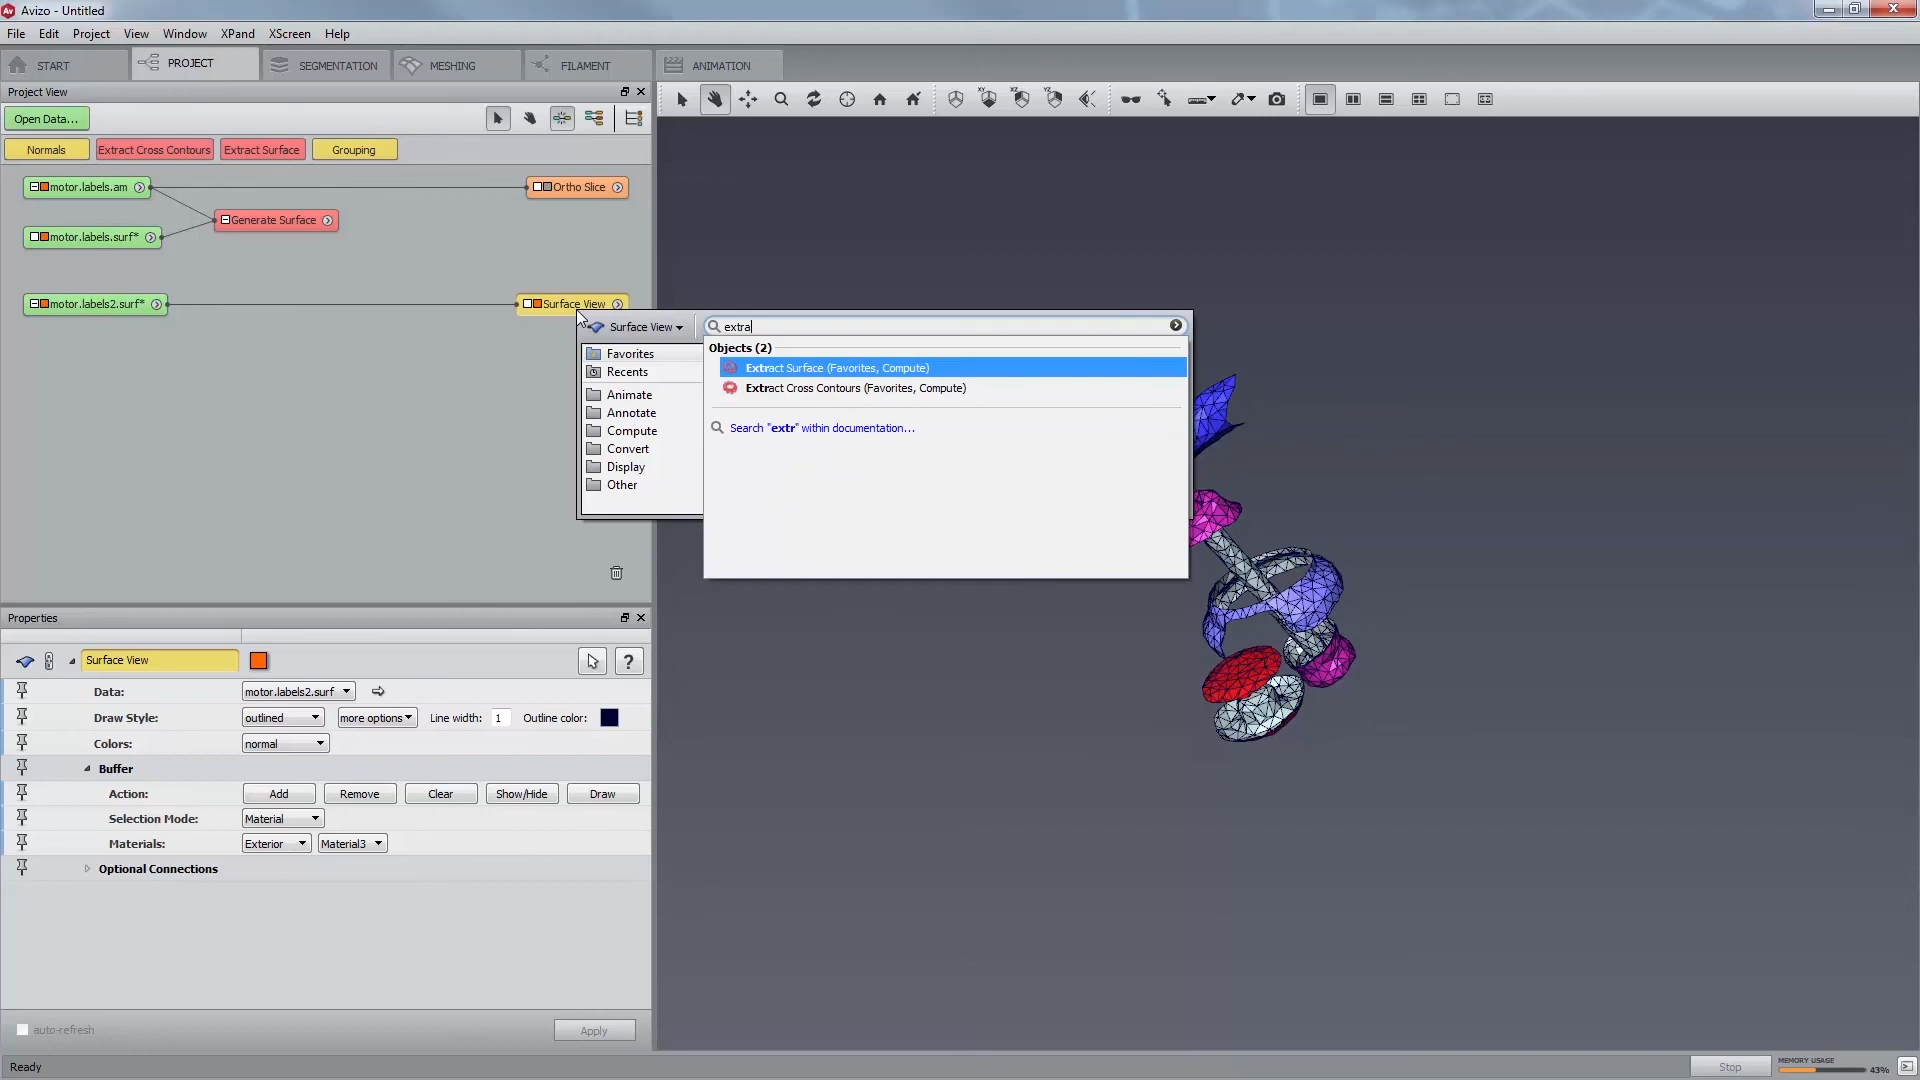 Av Avizo - Untitled
File Edit Project View Window XPand XScreen Help
START PROJECT SEGMENTATION MESHING FILAMENT ANIMATION
Project View
Open Data...
XY XZ YZ
Normals Extract Cross Contours Extract Surface Grouping
motor.labels.am Ortho Slice
Generate Surface
motor.labels.surf*
motor.labels2.surf* Surface View
Surface View extra
Objects (2)
Favorites
Extract Surface (Favorites, Compute)
Recents
Extract Cross Contours (Favorites, Compute)
Animate
Annotate
Search "extr" within documentation...
Compute
Convert
Display
Other
Properties
Surface View ?
Data: motor.labels2.surf
Draw Style: outlined more options Line width: 1 Outline color:
Colors: normal
Buffer
Action: Add Remove Clear Show/Hide Draw
Selection Mode: Material
Materials: Exterior Material3
Optional Connections
auto-refresh Apply
Ready Stop MEMORY USAGE 43%